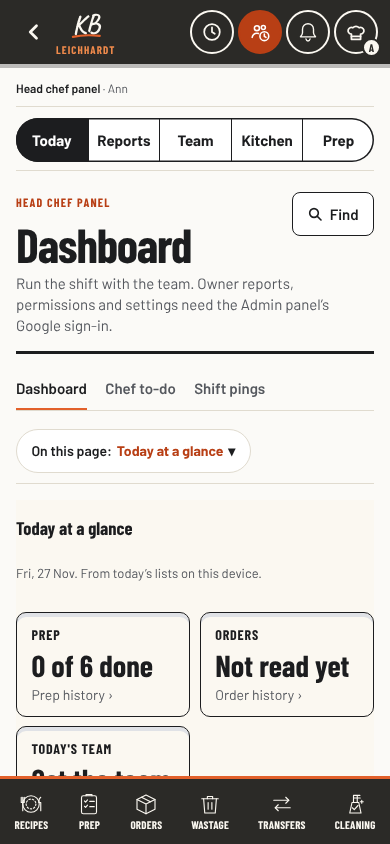 KB
LEICHHARDT
A
Head chef panel · Ann
Today Reports Team Kitchen Prep
HEAD CHEF PANEL
Find
Dashboard
Run the shift with the team. Owner reports,
permissions and settings need the Admin panel's
Google sign-in.
Dashboard Chef to-do Shift pings
On this page: Today at a glance ▾
Today at a glance
Fri, 27 Nov. From today's lists on this device.
PREP
0 of 6 done
Prep history ›
ORDERS
Not read yet
Order history ›
TODAY'S TEAM
RECIPES PREP ORDERS WASTAGE TRANSFERS CLEANING